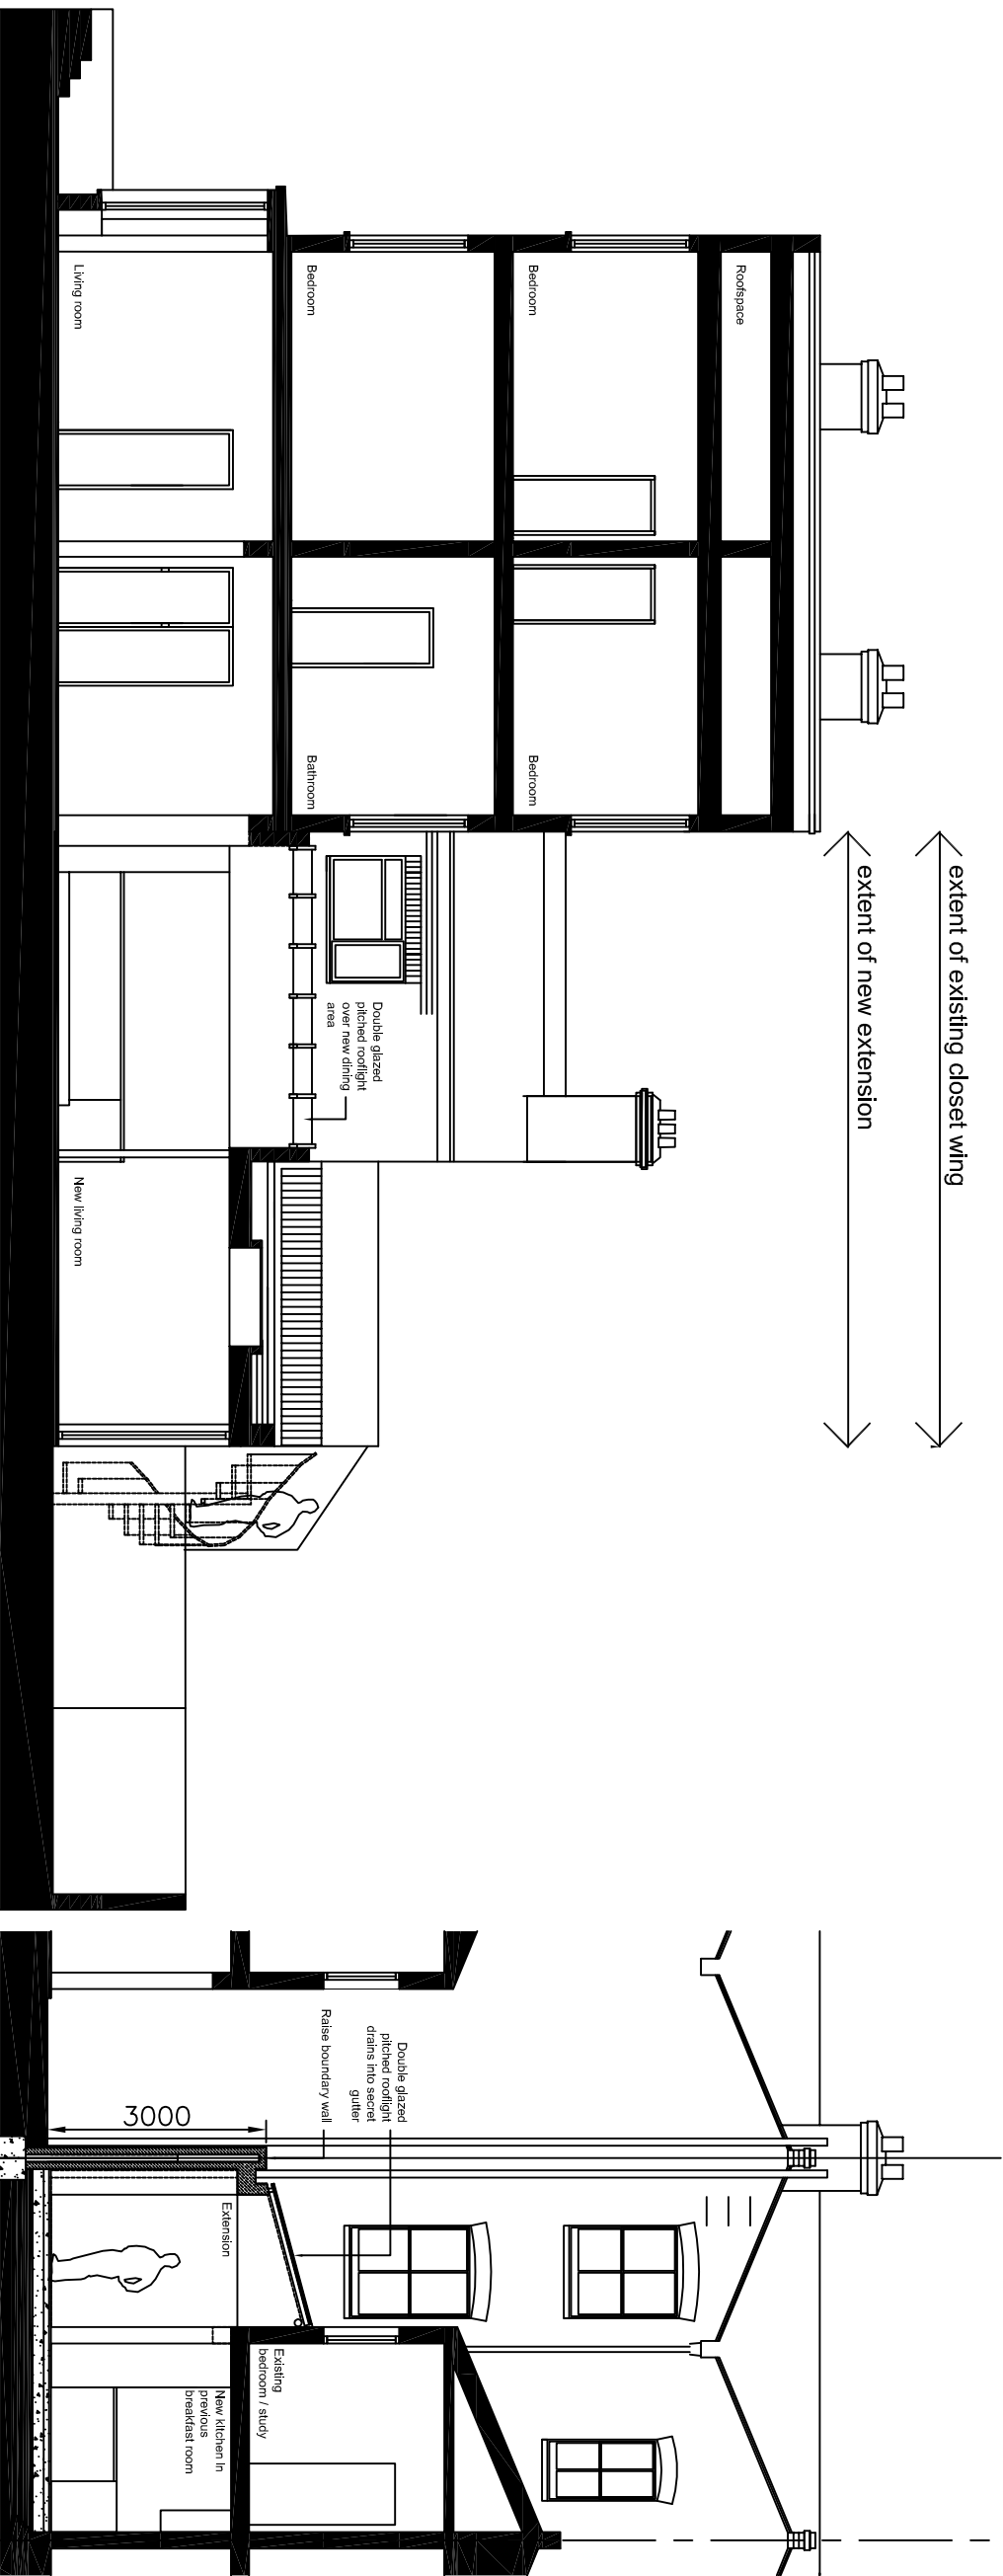 extent of existing closet wing
extent of new extension
Roofspace
Bedroom
Bedroom
Bedroom
Bathroom
Living room
Double glazed
pitched rooflight
over new dining
area
New living room
Double glazed
pitched rooflight
drains into secret
gutter
Raise boundary wall
3000
Extension
Existing
bedroom / study
New kitchen in
previous
breakfast room